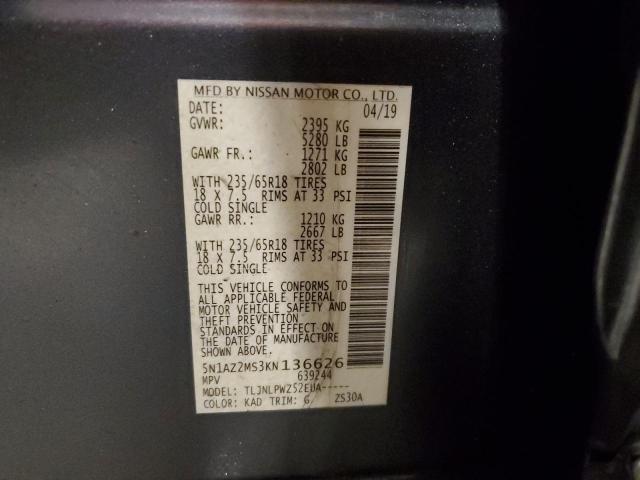 MFD BY NISSAN MOTOR CO., LTD.
DATE: 04/19
GVWR: 2395 KG
5280 LB
GAWR FR.: 1271 KG
2802 LB
WITH 235/65R18 TIRES
18 X 7.5 RIMS AT 33 PSI
COLD SINGLE
GAWR RR.: 1210 KG
2667 LB
WITH 235/65R18 TIRES
18 X 7.5 RIMS AT 33 PSI
COLD SINGLE
THIS VEHICLE CONFORMS TO
ALL APPLICABLE FEDERAL
MOTOR VEHICLE SAFETY AND
THEFT PREVENTION
STANDARDS IN EFFECT ON
THE DATE OF MANUFACTURE
SHOWN ABOVE.
5N1AZ2MS3KN136626
MPV 639244
MODEL: TLJNLPWZ52EUA-----
COLOR: KAD TRIM: G ZS30A